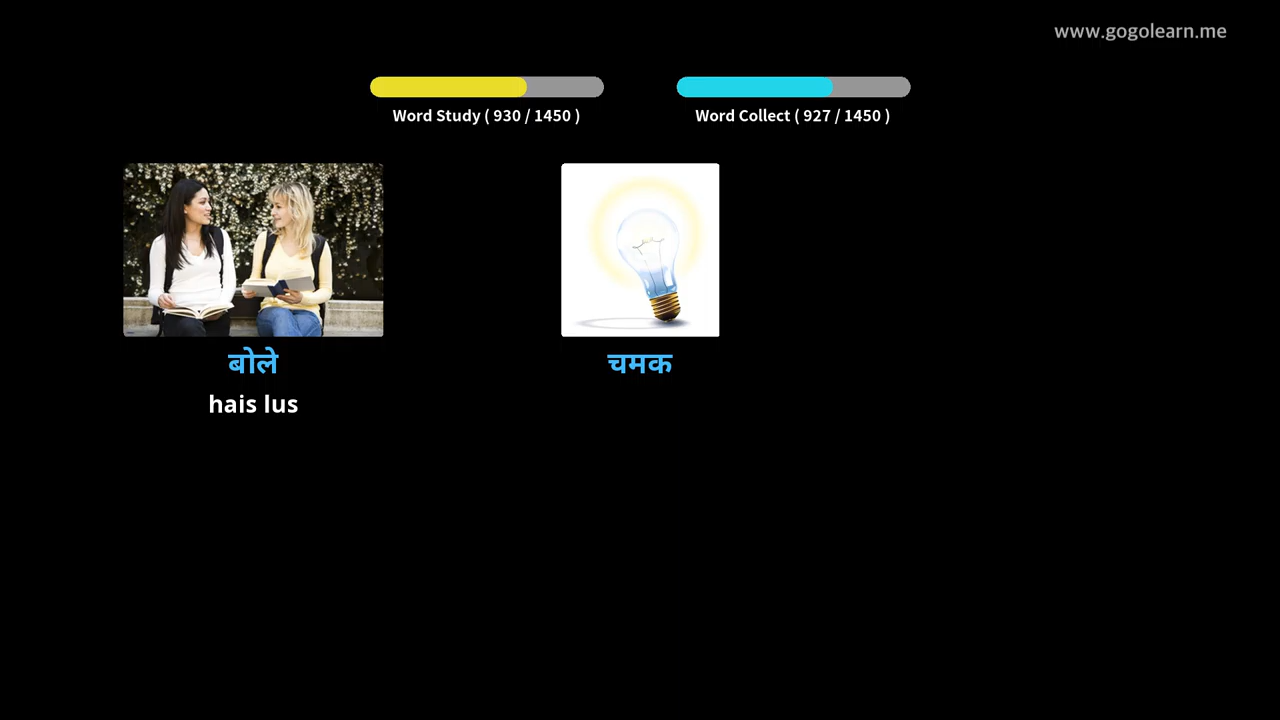 www.gogolearn.me
Word Study ( 930 / 1450 )
Word Collect ( 927 / 1450 )
बोले
चमक
hais lus